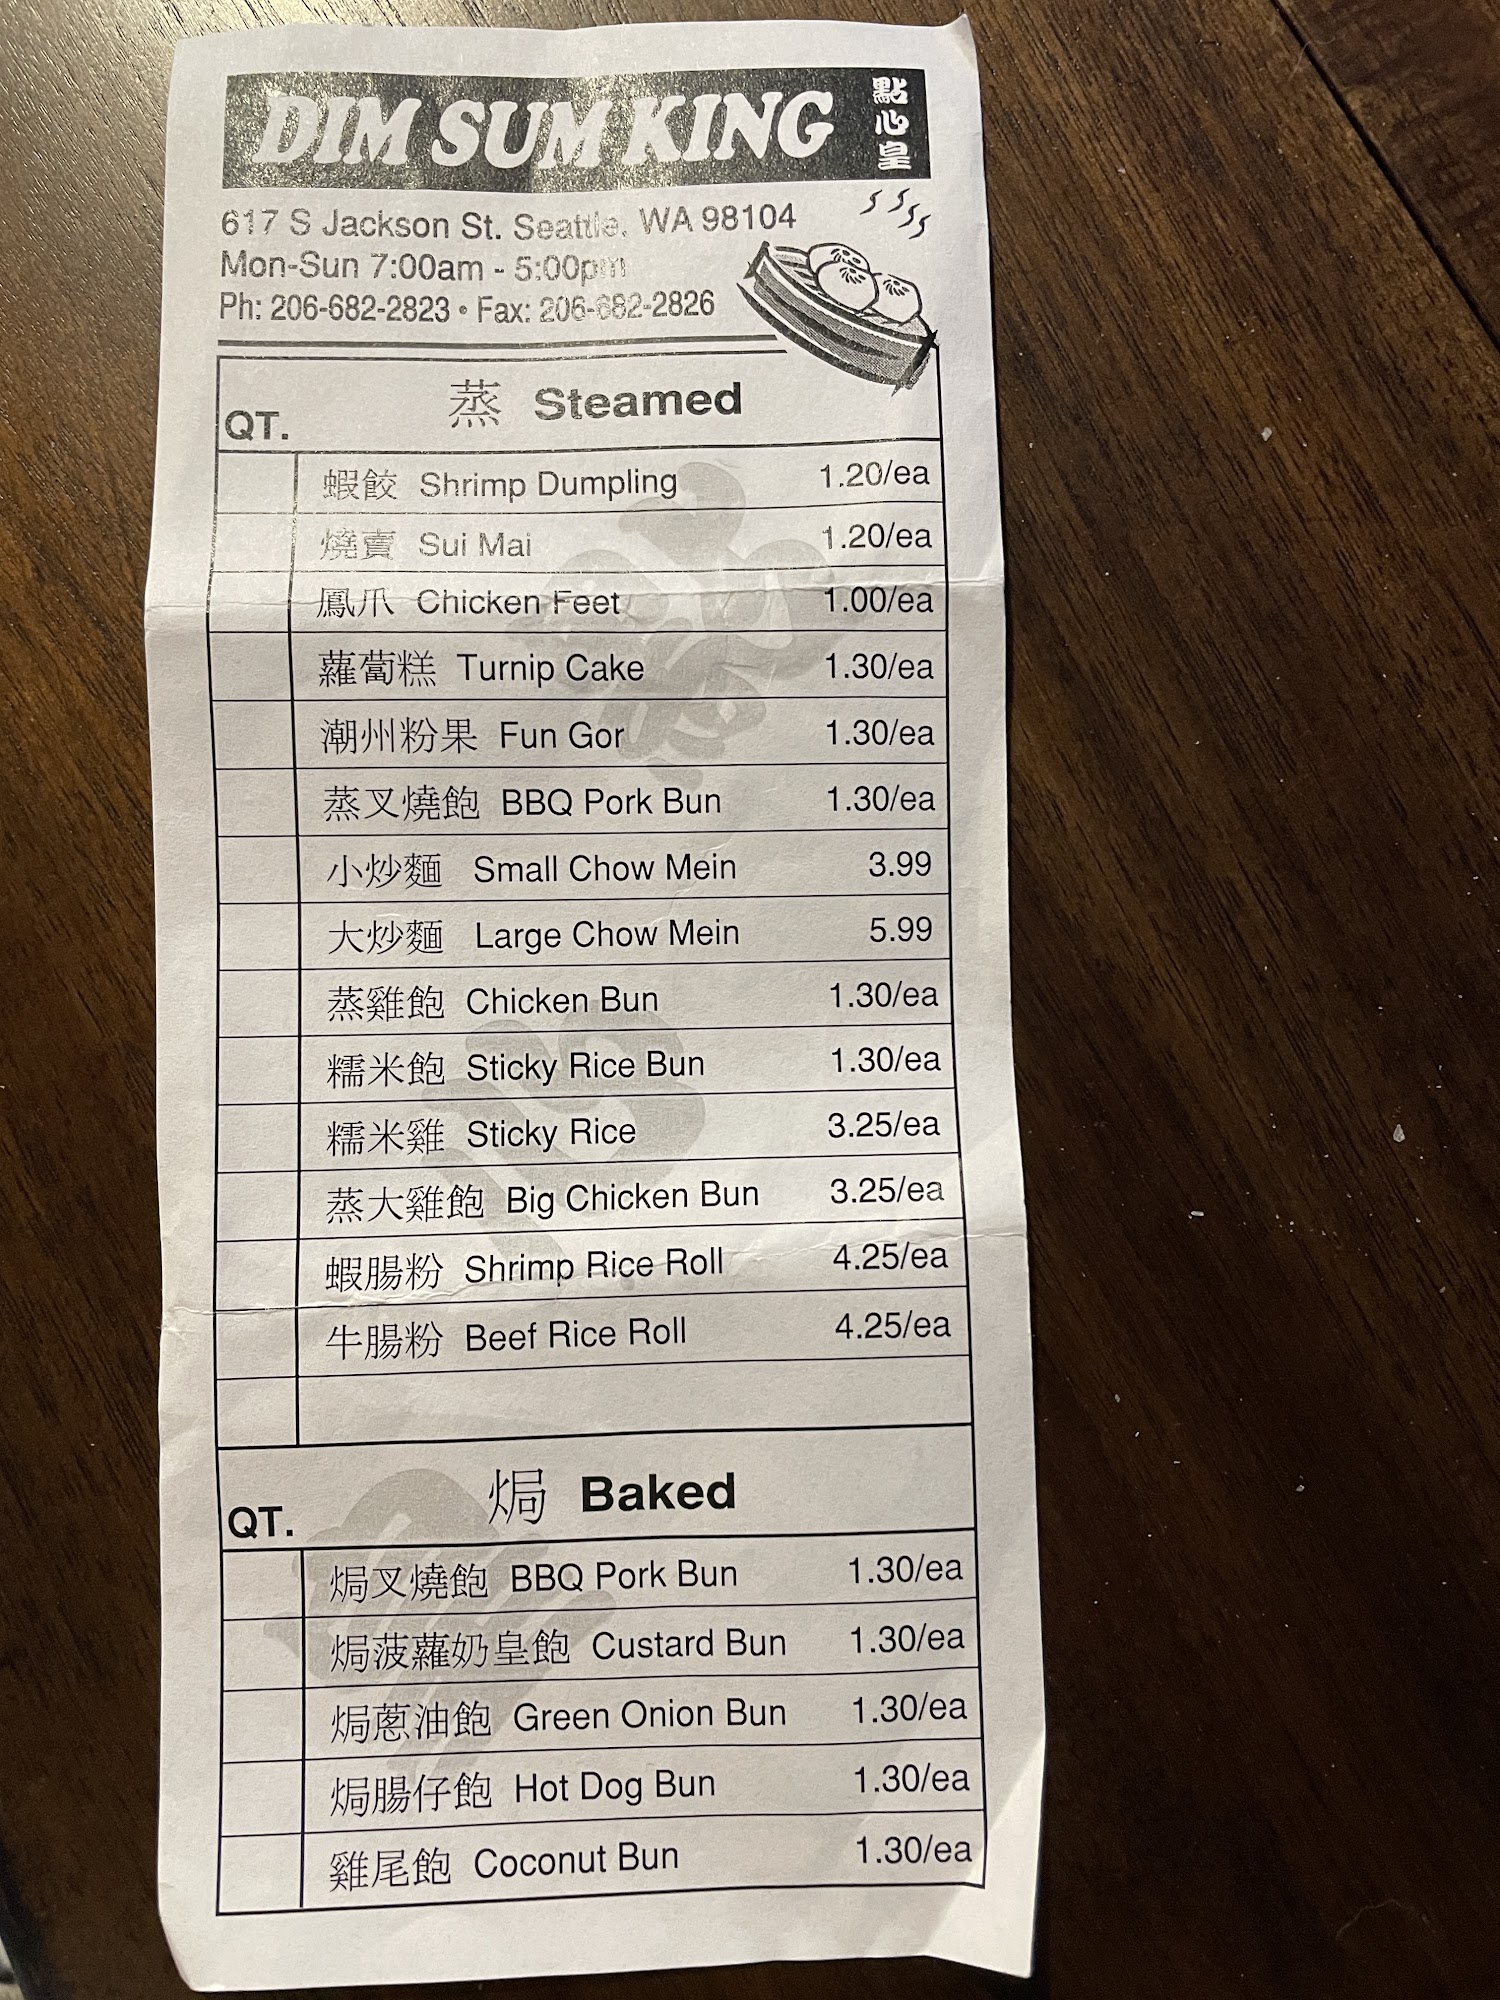 DIM SUM KING 點心皇
617 S Jackson St. Seattle, WA 98104
Mon-Sun 7:00am - 5:00pm
Ph: 206-682-2823 • Fax: 206-682-2826
QT. 蒸 Steamed
蝦餃 Shrimp Dumpling 1.20/ea
燒賣 Sui Mai 1.20/ea
鳳爪 Chicken Feet 1.00/ea
蘿蔔糕 Turnip Cake 1.30/ea
潮州粉果 Fun Gor 1.30/ea
蒸叉燒飽 BBQ Pork Bun 1.30/ea
小炒麵 Small Chow Mein 3.99
大炒麵 Large Chow Mein 5.99
蒸雞飽 Chicken Bun 1.30/ea
糯米飽 Sticky Rice Bun 1.30/ea
糯米雞 Sticky Rice 3.25/ea
蒸大雞飽 Big Chicken Bun 3.25/ea
蝦腸粉 Shrimp Rice Roll 4.25/ea
牛腸粉 Beef Rice Roll 4.25/ea
QT. 焗 Baked
焗叉燒飽 BBQ Pork Bun 1.30/ea
焗菠蘿奶皇飽 Custard Bun 1.30/ea
焗蔥油飽 Green Onion Bun 1.30/ea
焗腸仔飽 Hot Dog Bun 1.30/ea
雞尾飽 Coconut Bun 1.30/ea